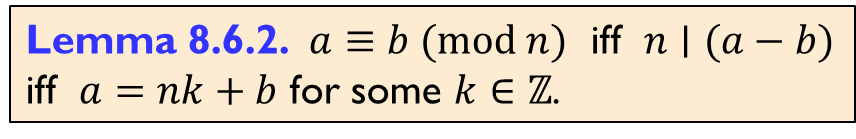 Lemma 8.6.2. a ≡ b (mod n) iff n | (a − b)
iff a = nk + b for some k ∈ ℤ.